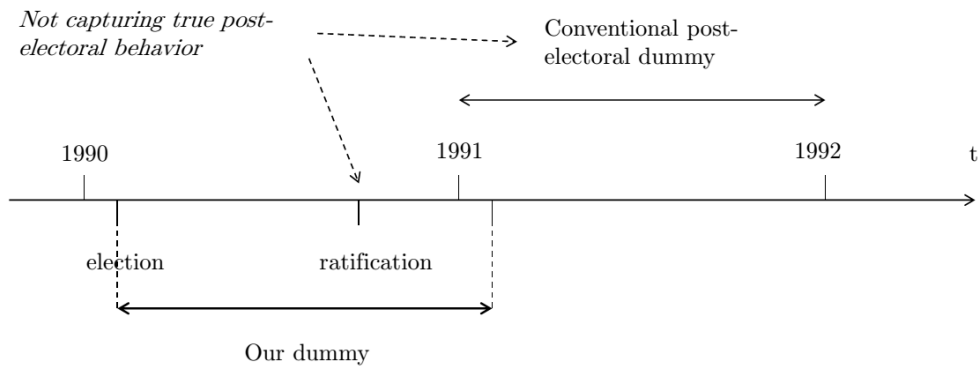 Not capturing true post-
electoral behavior
Conventional post-
electoral dummy
1990
1991
1992
t
election
ratification
Our dummy